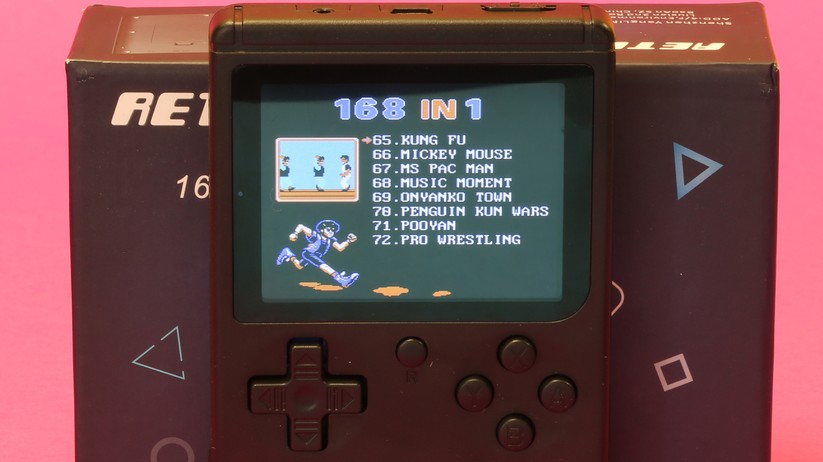 168 IN 1
65.KUNG FU
66.MICKEY MOUSE
67.MS PAC MAN
68.MUSIC MOMENT
69.ONYANKO TOWN
70.PENGUIN KUN WARS
71.POOYAN
72.PRO WRESTLING
RET
RET
16
R
X
Y
A
B